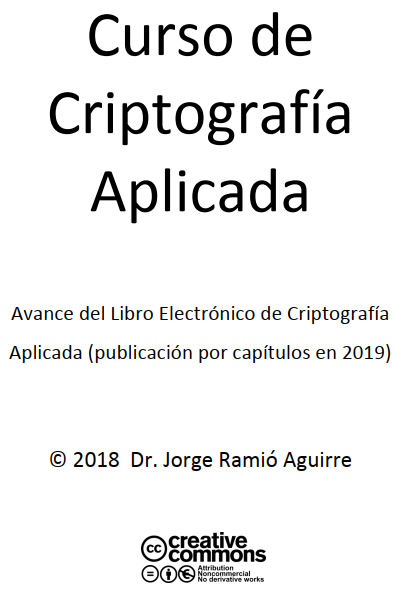 Curso de
Criptografía
Aplicada
Avance del Libro Electrónico de Criptografía
Aplicada (publicación por capítulos en 2019)
© 2018 Dr. Jorge Ramió Aguirre
cc creative
commons
Attribution
Noncommercial
No derivative works